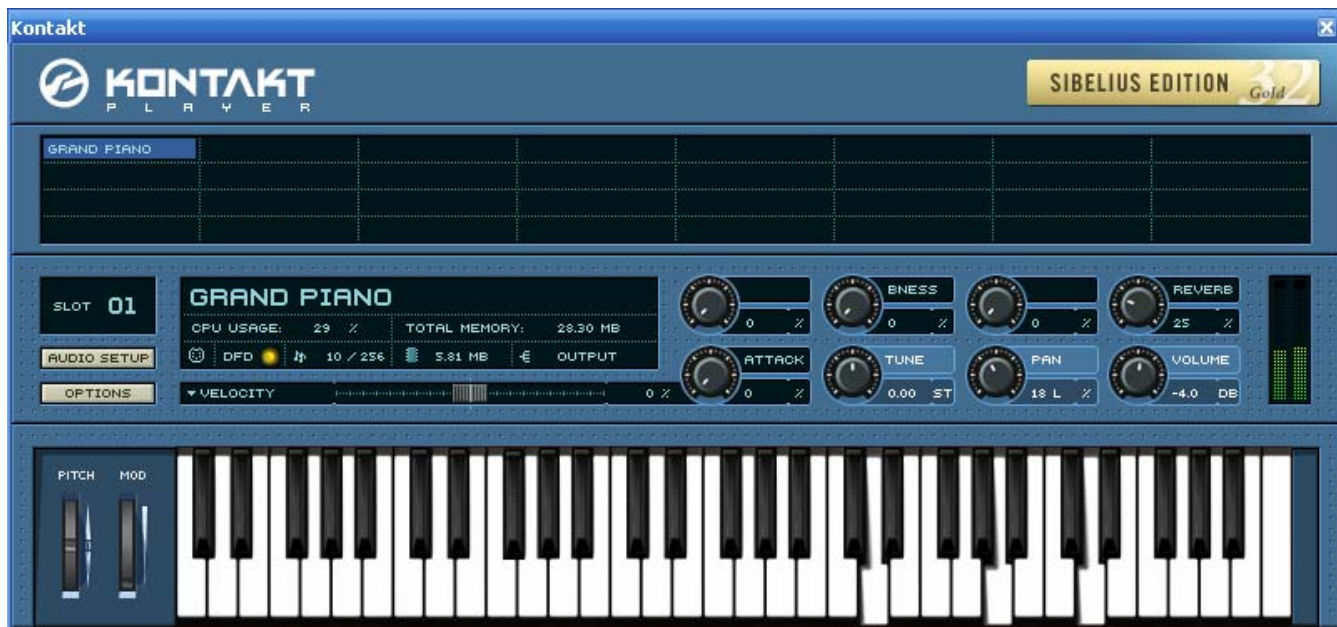 Kontakt
KONTAKT
PLAYER
SIBELIUS EDITION 32 Gold
GRAND PIANO
SLOT 01
GRAND PIANO
CPU USAGE: 29 % TOTAL MEMORY: 28.30 MB
DFD 10 / 256 5.81 MB OUTPUT
VELOCITY 0 %
AUDIO SETUP
OPTIONS
0 %
BNESS
0 %
0 %
REVERB
25 %
ATTACK
0 %
TUNE
0.00 ST
PAN
18 L %
VOLUME
-4.0 DB
PITCH MOD